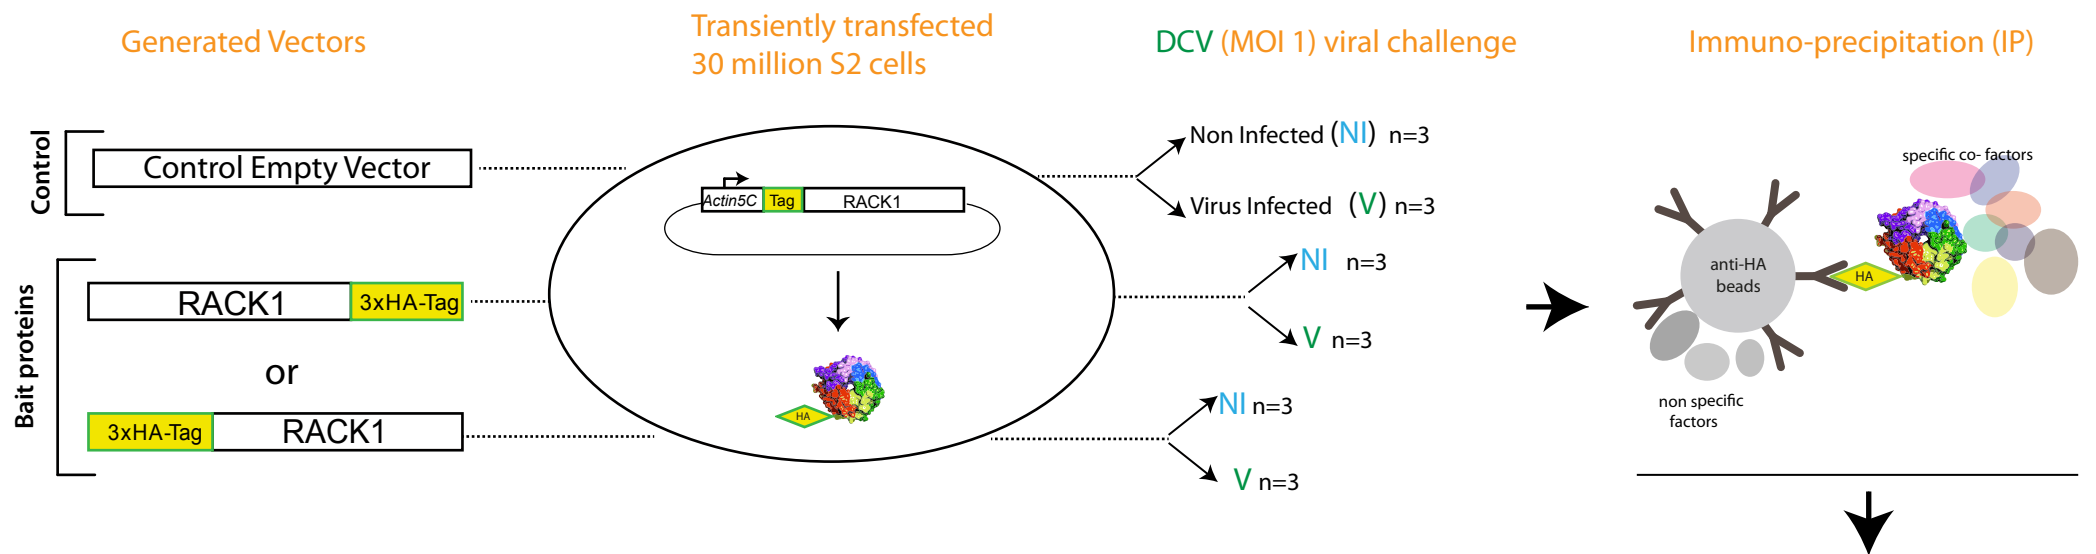 Generated Vectors
Transiently transfected
30 million S2 cells
DCV (MOI 1) viral challenge
Immuno-precipitation (IP)
Control
Control Empty Vector
Bait proteins
RACK1 3xHA-Tag
or
3xHA-Tag RACK1
Actin5C Tag RACK1
HA
Non Infected (NI) n=3
Virus Infected (V) n=3
NI n=3
V n=3
NI n=3
V n=3
specific co- factors
anti-HA
beads
HA
non specific
factors